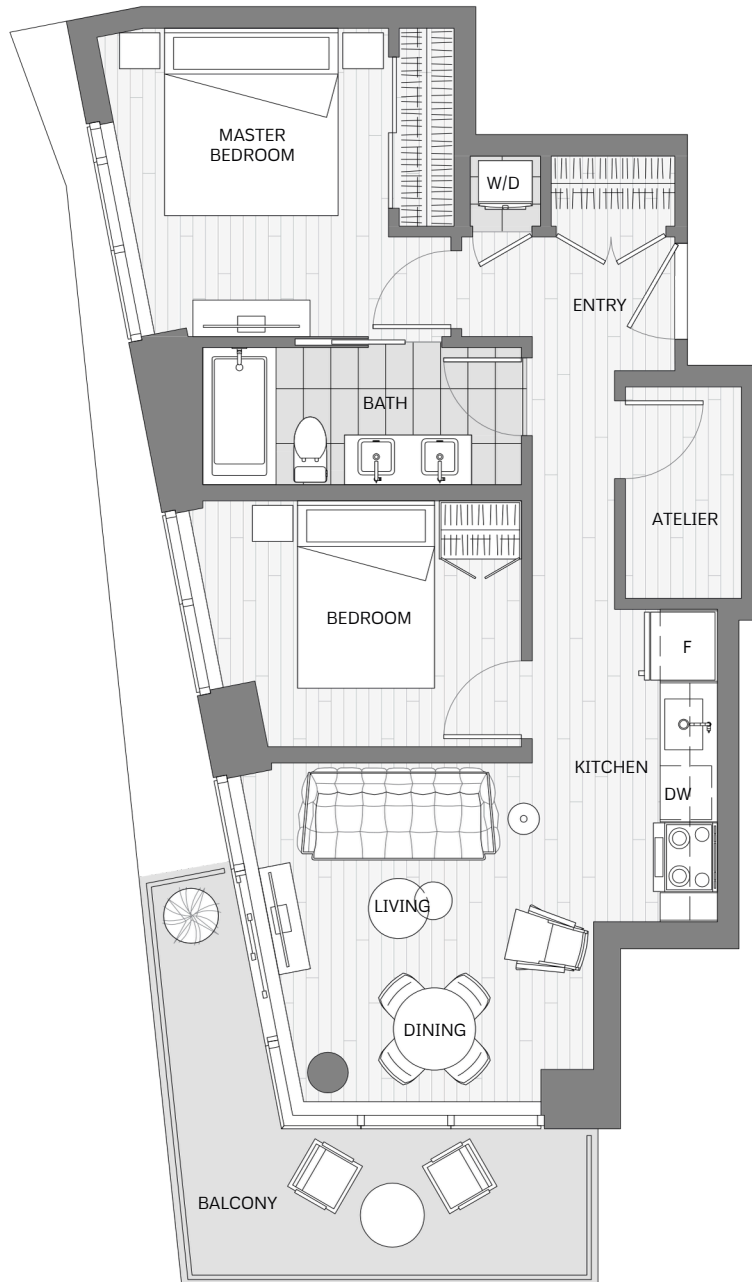 MASTER
BEDROOM
W/D
ENTRY
BATH
ATELIER
BEDROOM
F
KITCHEN
DW
LIVING
DINING
BALCONY